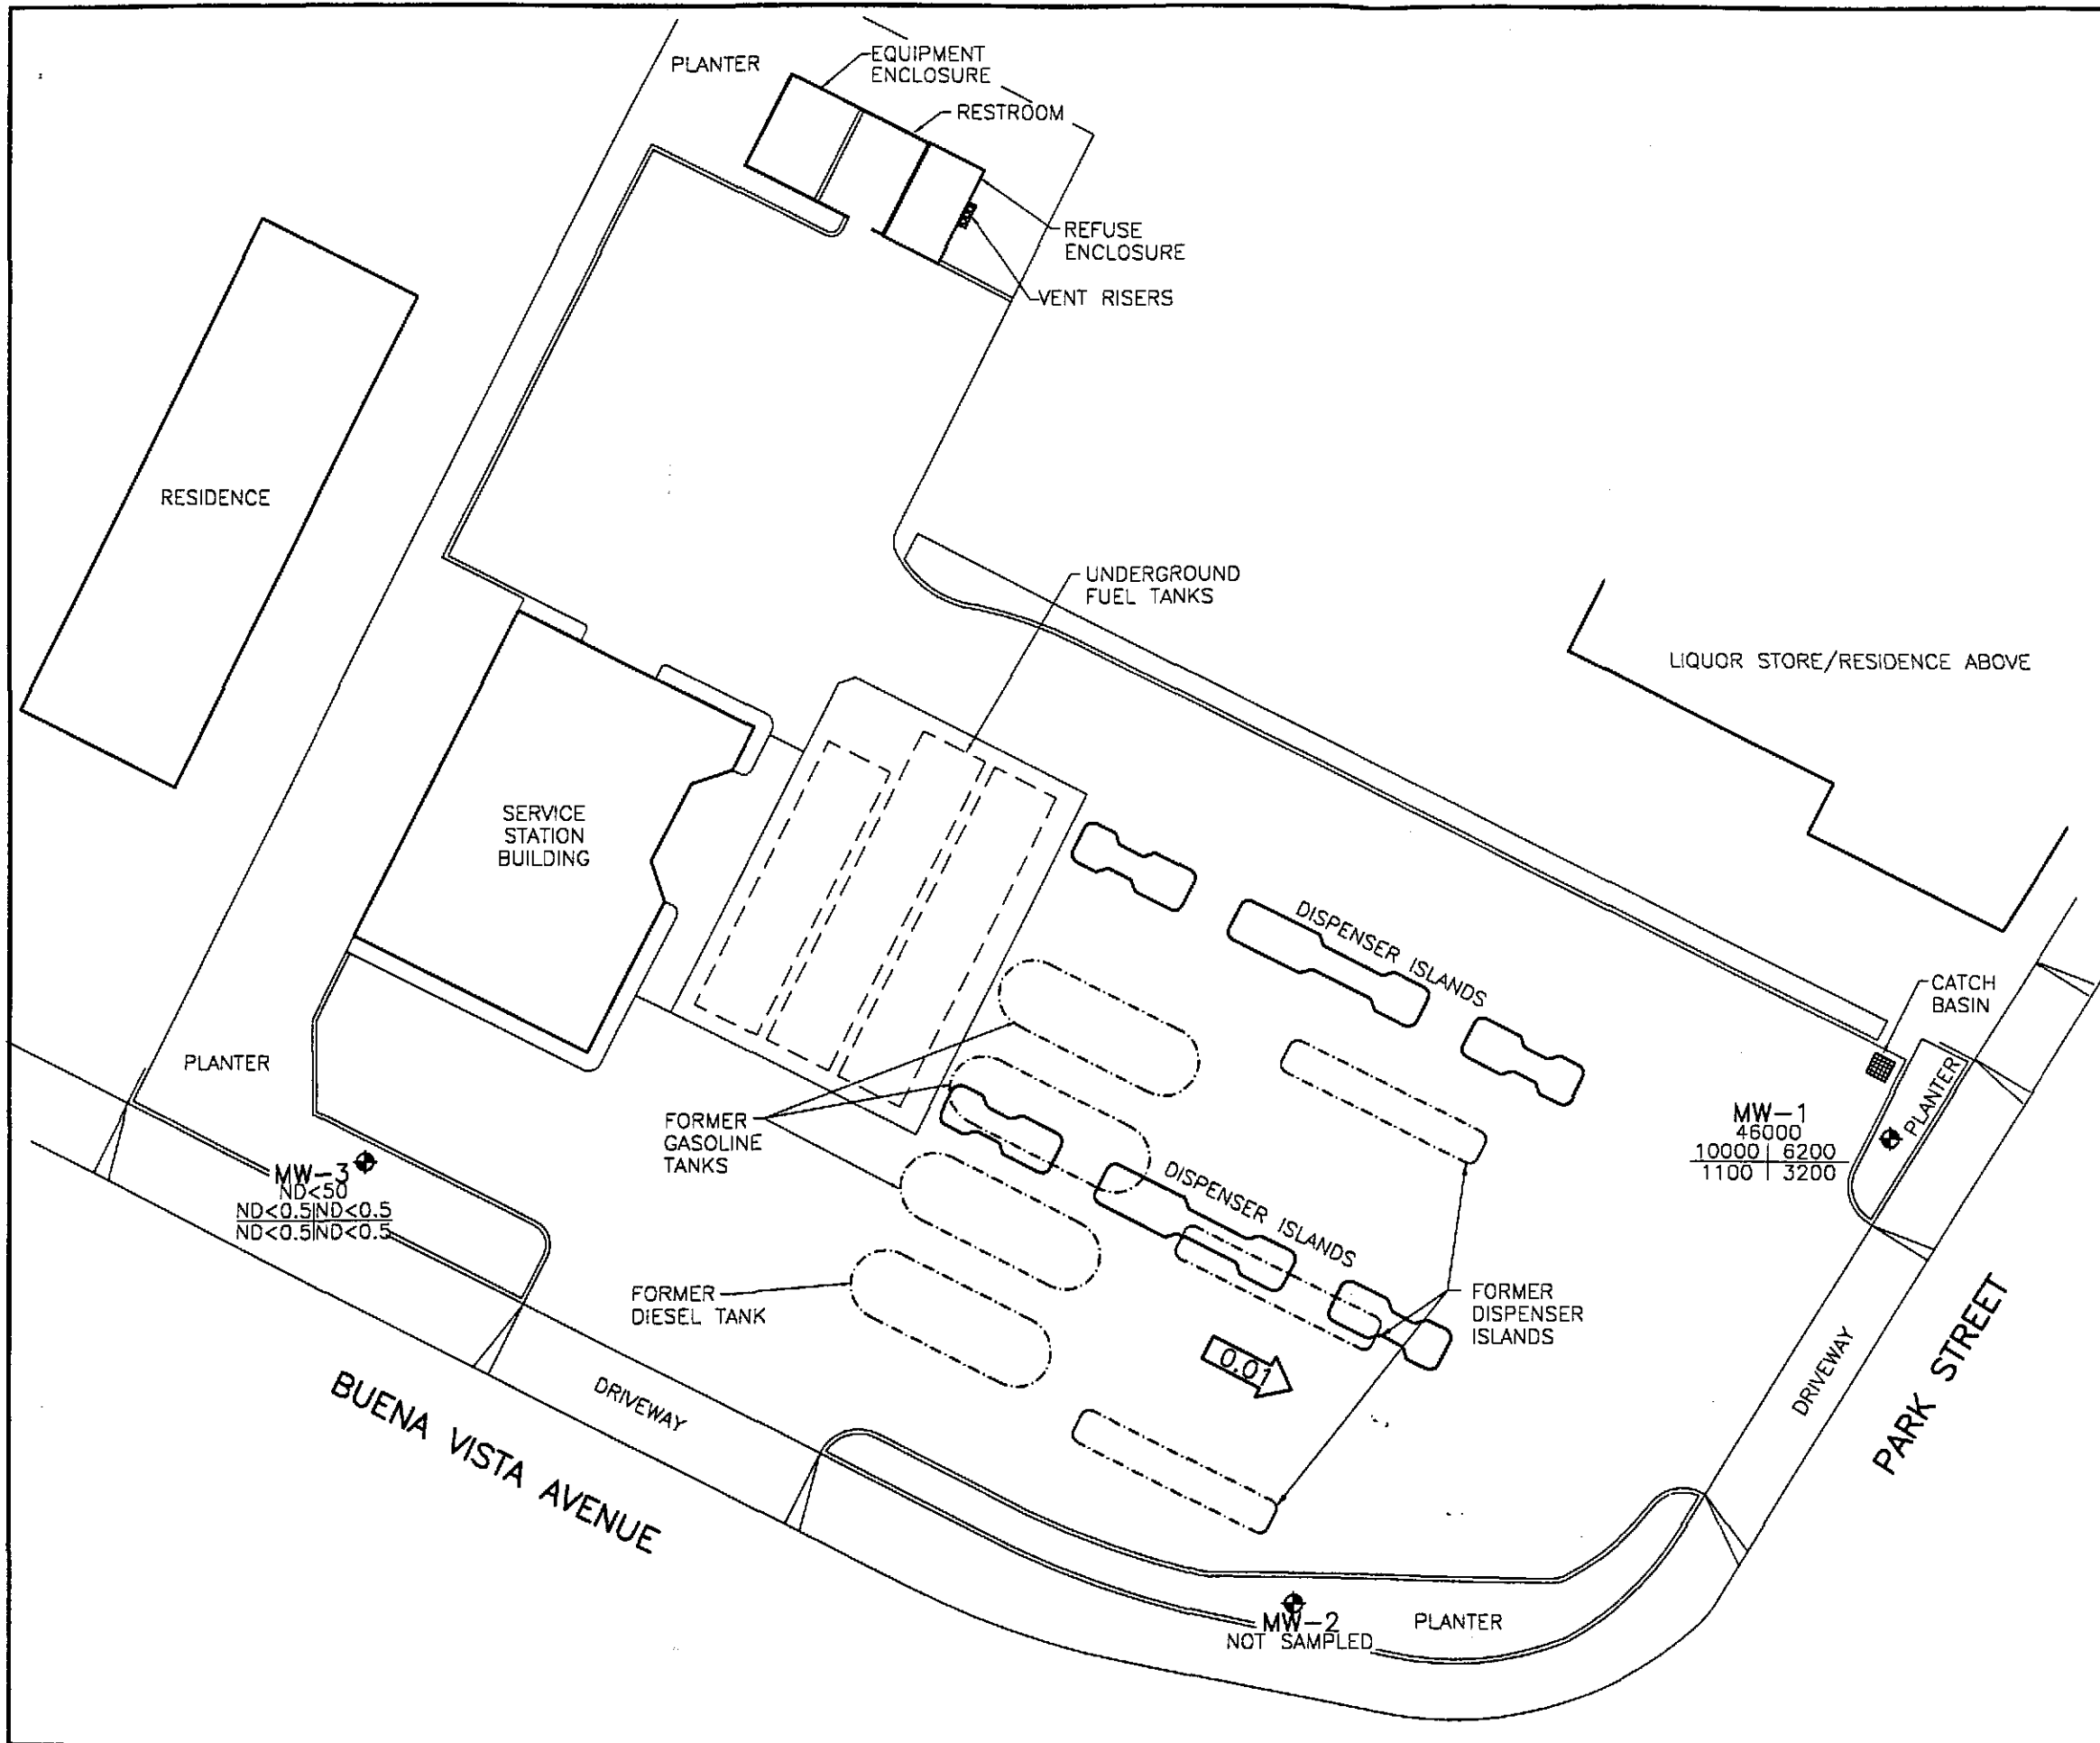 PLANTER
EQUIPMENT
ENCLOSURE
RESTROOM
REFUSE
ENCLOSURE
VENT RISERS
RESIDENCE
UNDERGROUND
FUEL TANKS
LIQUOR STORE/RESIDENCE ABOVE
SERVICE
STATION
BUILDING
DISPENSER ISLANDS
CATCH
BASIN
PLANTER
PLANTER
MW-1
46000
10000 | 6200
1100 | 3200
FORMER
GASOLINE
TANKS
MW-3
ND<50
ND<0.5|ND<0.5
ND<0.5|ND<0.5
DISPENSER ISLANDS
FORMER
DIESEL TANK
FORMER
DISPENSER
ISLANDS
0.01
DRIVEWAY
DRIVEWAY
PARK STREET
BUENA VISTA AVENUE
MW-2
NOT SAMPLED
PLANTER